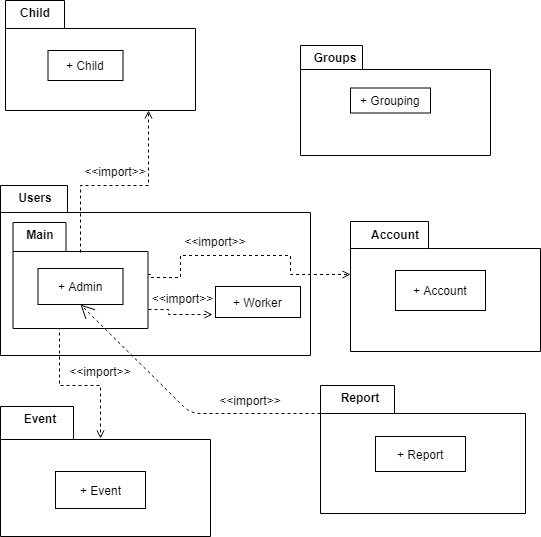 Child
+ Child
Groups
+ Grouping
<<import>>
Users
Main
+ Admin
<<import>>
<<import>>
+ Worker
Account
+ Account
<<import>>
<<import>>
Report
+ Report
Event
+ Event